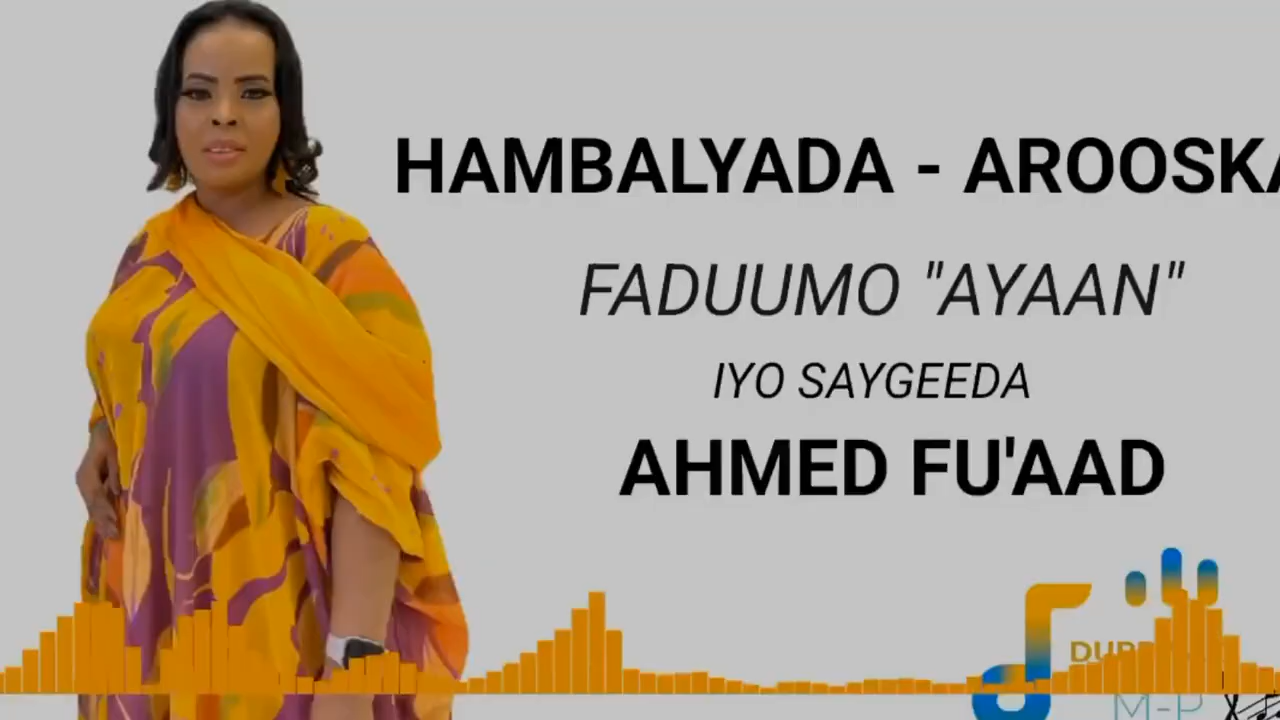 HAMBALYADA - AROOSKA
FADUUMO "AYAAN"
IYO SAYGEEDA
AHMED FU'AAD
M-P